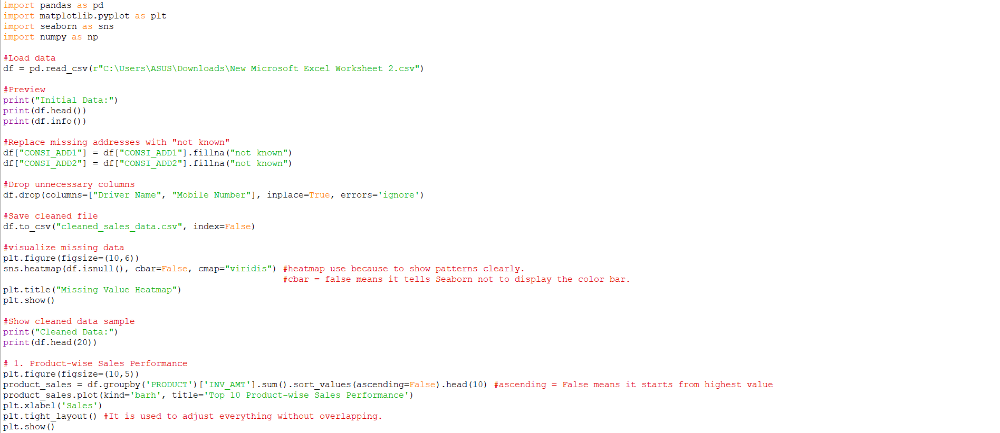 import pandas as pd
import matplotlib.pyplot as plt
import seaborn as sns
import numpy as np
#Load data
df = pd.read_csv(r"C:\Users\ASUS\Downloads\New Microsoft Excel Worksheet 2.csv")
#Preview
print("Initial Data:")
print(df.head())
print(df.info())
#Replace missing addresses with "not known"
df["CONSI_ADD1"] = df["CONSI_ADD1"].fillna("not known")
df["CONSI_ADD2"] = df["CONSI_ADD2"].fillna("not known")
#Drop unnecessary columns
df.drop(columns=["Driver Name", "Mobile Number"], inplace=True, errors='ignore')
#Save cleaned file
df.to_csv("cleaned_sales_data.csv", index=False)
#visualize missing data
plt.figure(figsize=(10,6))
sns.heatmap(df.isnull(), cbar=False, cmap="viridis") #heatmap use because to show patterns clearly.
#cbar = false means it tells Seaborn not to display the color bar.
plt.title("Missing Value Heatmap")
plt.show()
#Show cleaned data sample
print("Cleaned Data:")
print(df.head(20))
# 1. Product-wise Sales Performance
plt.figure(figsize=(10,5))
product_sales = df.groupby('PRODUCT')['INV_AMT'].sum().sort_values(ascending=False).head(10) #ascending = False means it starts from highest value
product_sales.plot(kind='barh', title='Top 10 Product-wise Sales Performance')
plt.xlabel('Sales')
plt.tight_layout() #It is used to adjust everything without overlapping.
plt.show()